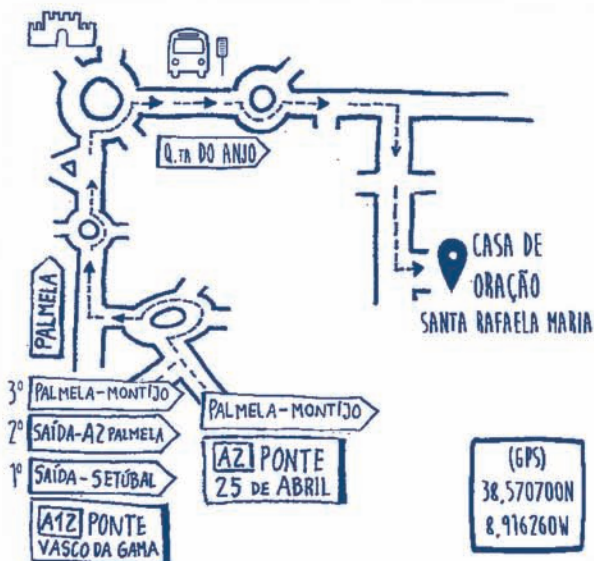 Q.TA DO ANJO
PALMELA
CASA DE
ORAÇÃO
SANTA RAFAELA MARIA
3º PALMELA-MONTIJO
2º SAÍDA-A2 PALMELA
1º SAÍDA-SETÚBAL
A12 PONTE
VASCO DA GAMA
PALMELA-MONTIJO
A2 PONTE
25 DE ABRIL
(GPS)
38,570700N
8,916260W